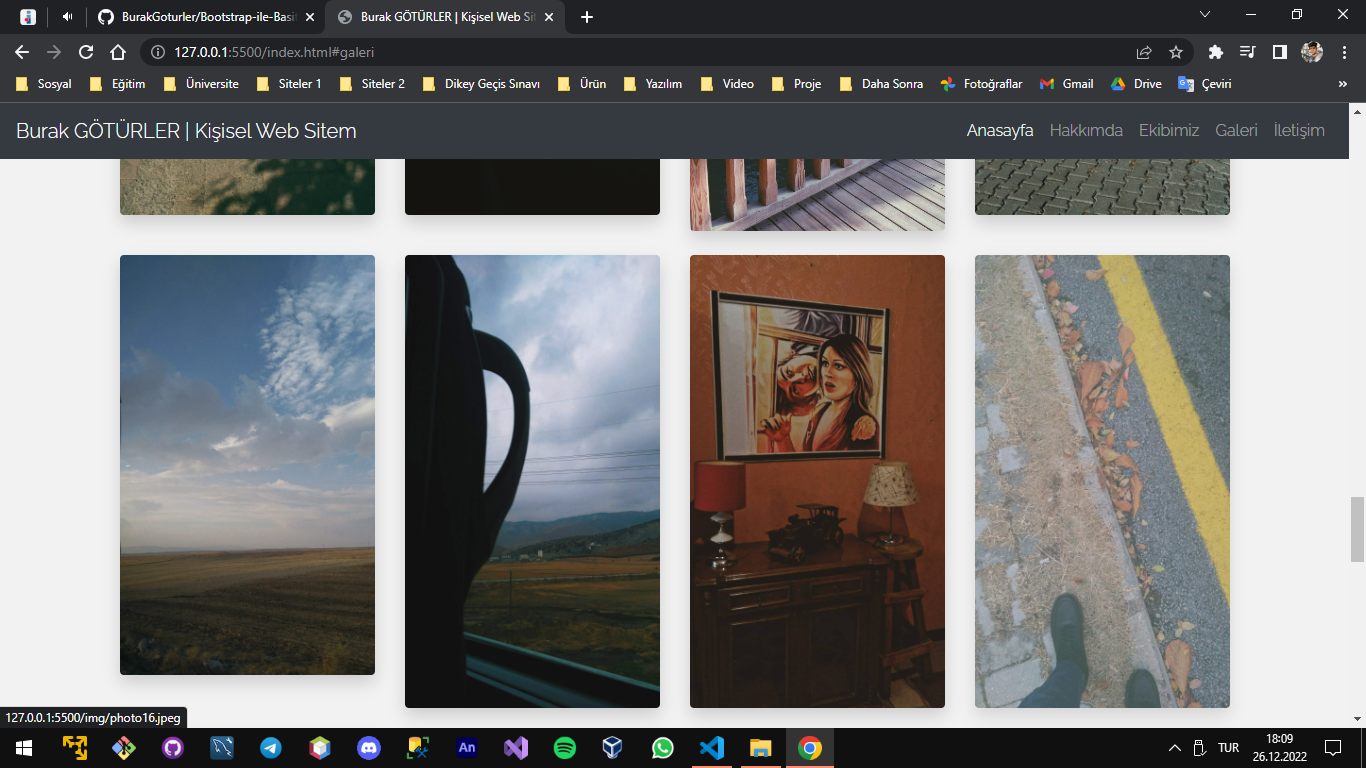 BurakGoturler/Bootstrap-ile-Basit
Burak GÖTÜRLER | Kişisel Web Sit
127.0.0.1:5500/index.html#galeri
Sosyal Eğitim Üniversite Siteler 1 Siteler 2 Dikey Geçis Sınavı Ürün Yazılım Video Proje Daha Sonra Fotoğraflar Gmail Drive Çeviri »
Burak GÖTÜRLER | Kişisel Web Sitem
Anasayfa Hakkımda Ekibimiz Galeri İletişim
127.0.0.1:5500/img/photo16.jpeg
An
TUR
18:09
26.12.2022